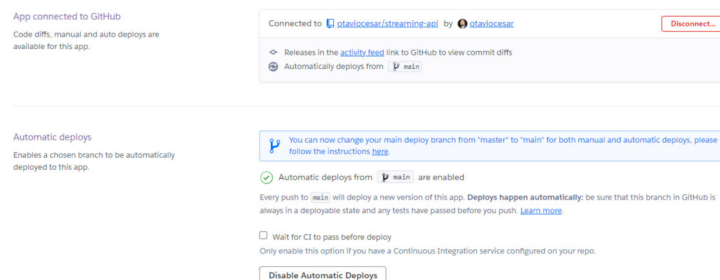 App connected to GitHub
Code diffs, manual and auto deploys are
available for this app.
Connected to otaviocesar/streaming-api by otaviocesar
Disconnect...
Releases in the activity feed link to GitHub to view commit diffs
Automatically deploys from main
Automatic deploys
Enables a chosen branch to be automatically
deployed to this app.
You can now change your main deploy branch from "master" to "main" for both manual and automatic deploys, please
follow the instructions here.
Automatic deploys from main are enabled
Every push to main will deploy a new version of this app. Deploys happen automatically: be sure that this branch in GitHub is
always in a deployable state and any tests have passed before you push. Learn more.
Wait for CI to pass before deploy
Only enable this option if you have a Continuous Integration service configured on your repo.
Disable Automatic Deploys